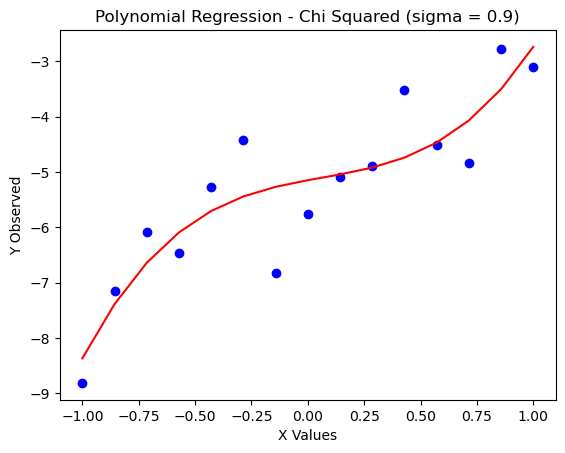 Polynomial Regression - Chi Squared (sigma = 0.9)
Y Observed
−3
−4
−5
−6
−7
−8
−9
−1.00 −0.75 −0.50 −0.25 0.00 0.25 0.50 0.75 1.00
X Values